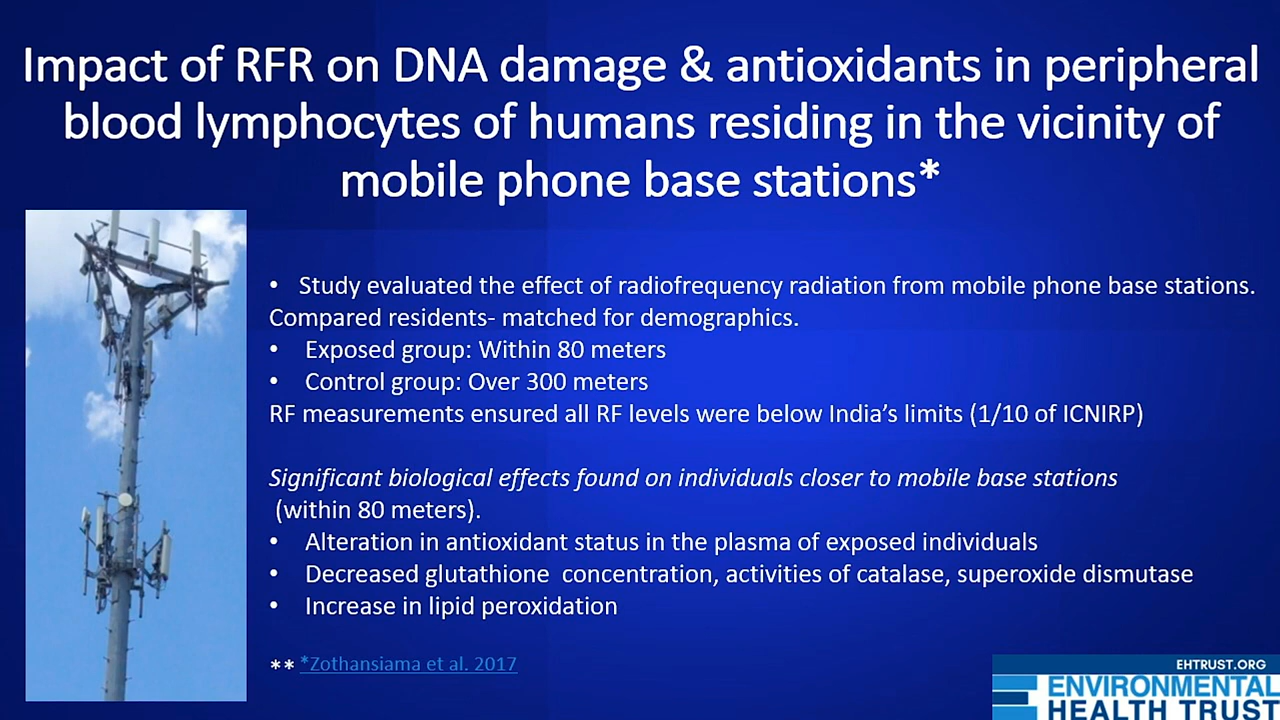 Impact of RFR on DNA damage & antioxidants in peripheral
blood lymphocytes of humans residing in the vicinity of
mobile phone base stations*
• Study evaluated the effect of radiofrequency radiation from mobile phone base stations.
Compared residents- matched for demographics.
• Exposed group: Within 80 meters
• Control group: Over 300 meters
RF measurements ensured all RF levels were below India’s limits (1/10 of ICNIRP)
Significant biological effects found on individuals closer to mobile base stations
(within 80 meters).
• Alteration in antioxidant status in the plasma of exposed individuals
• Decreased glutathione concentration, activities of catalase, superoxide dismutase
• Increase in lipid peroxidation
** *Zothansiama et al. 2017
EHTRUST.ORG
ENVIRONMENTAL
HEALTH TRUST